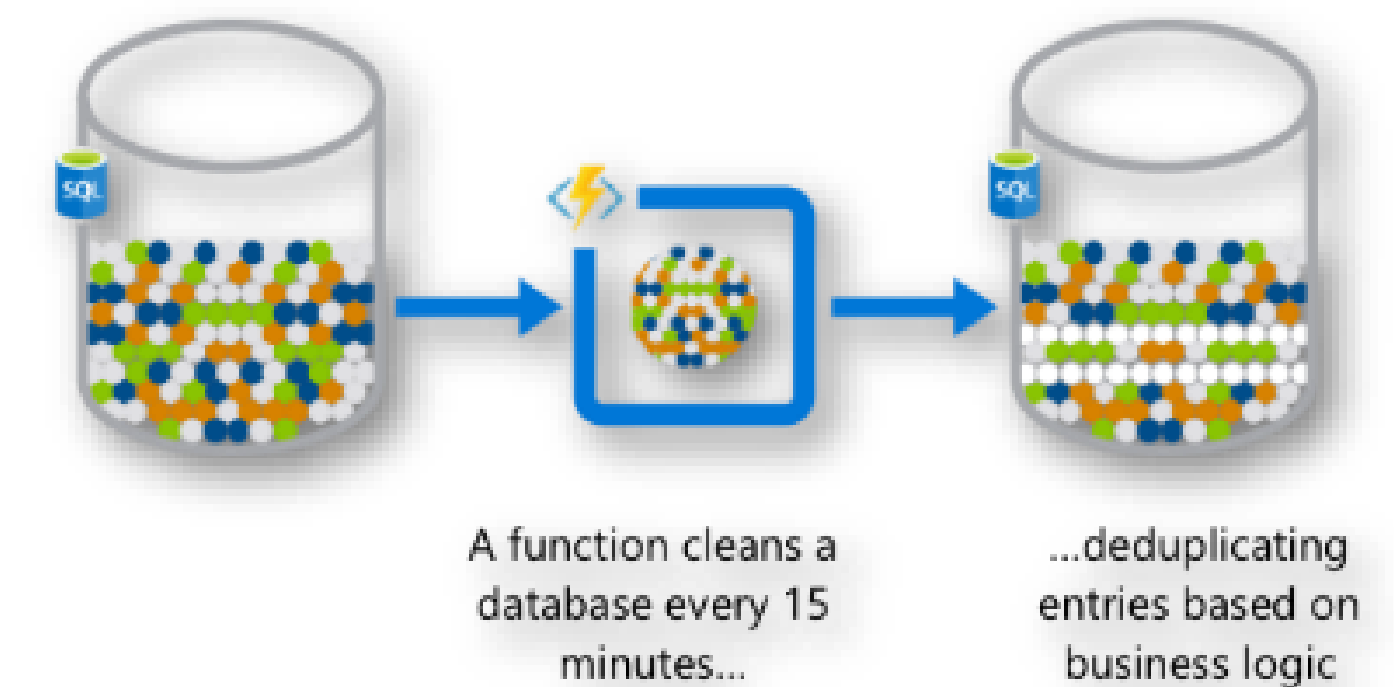 SQL
SQL
A function cleans a
database every 15
minutes...
...deduplicating
entries based on
business logic